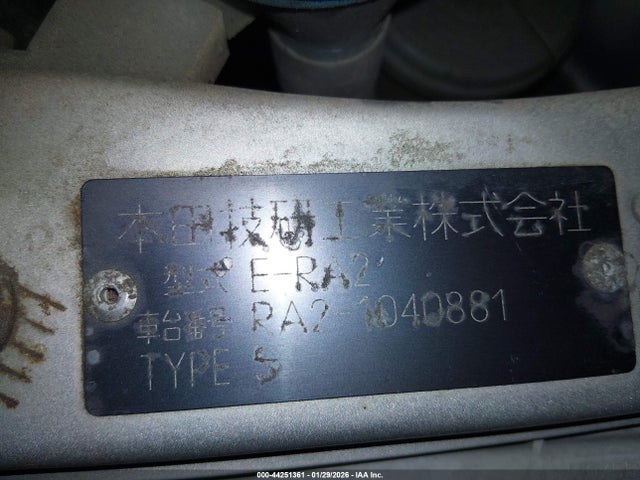 本田技研工業株式会社
型式 E-RA2
車台番号 RA2-1040881
TYPE S
000-44251361 - 01/29/2026 - IAA Inc.